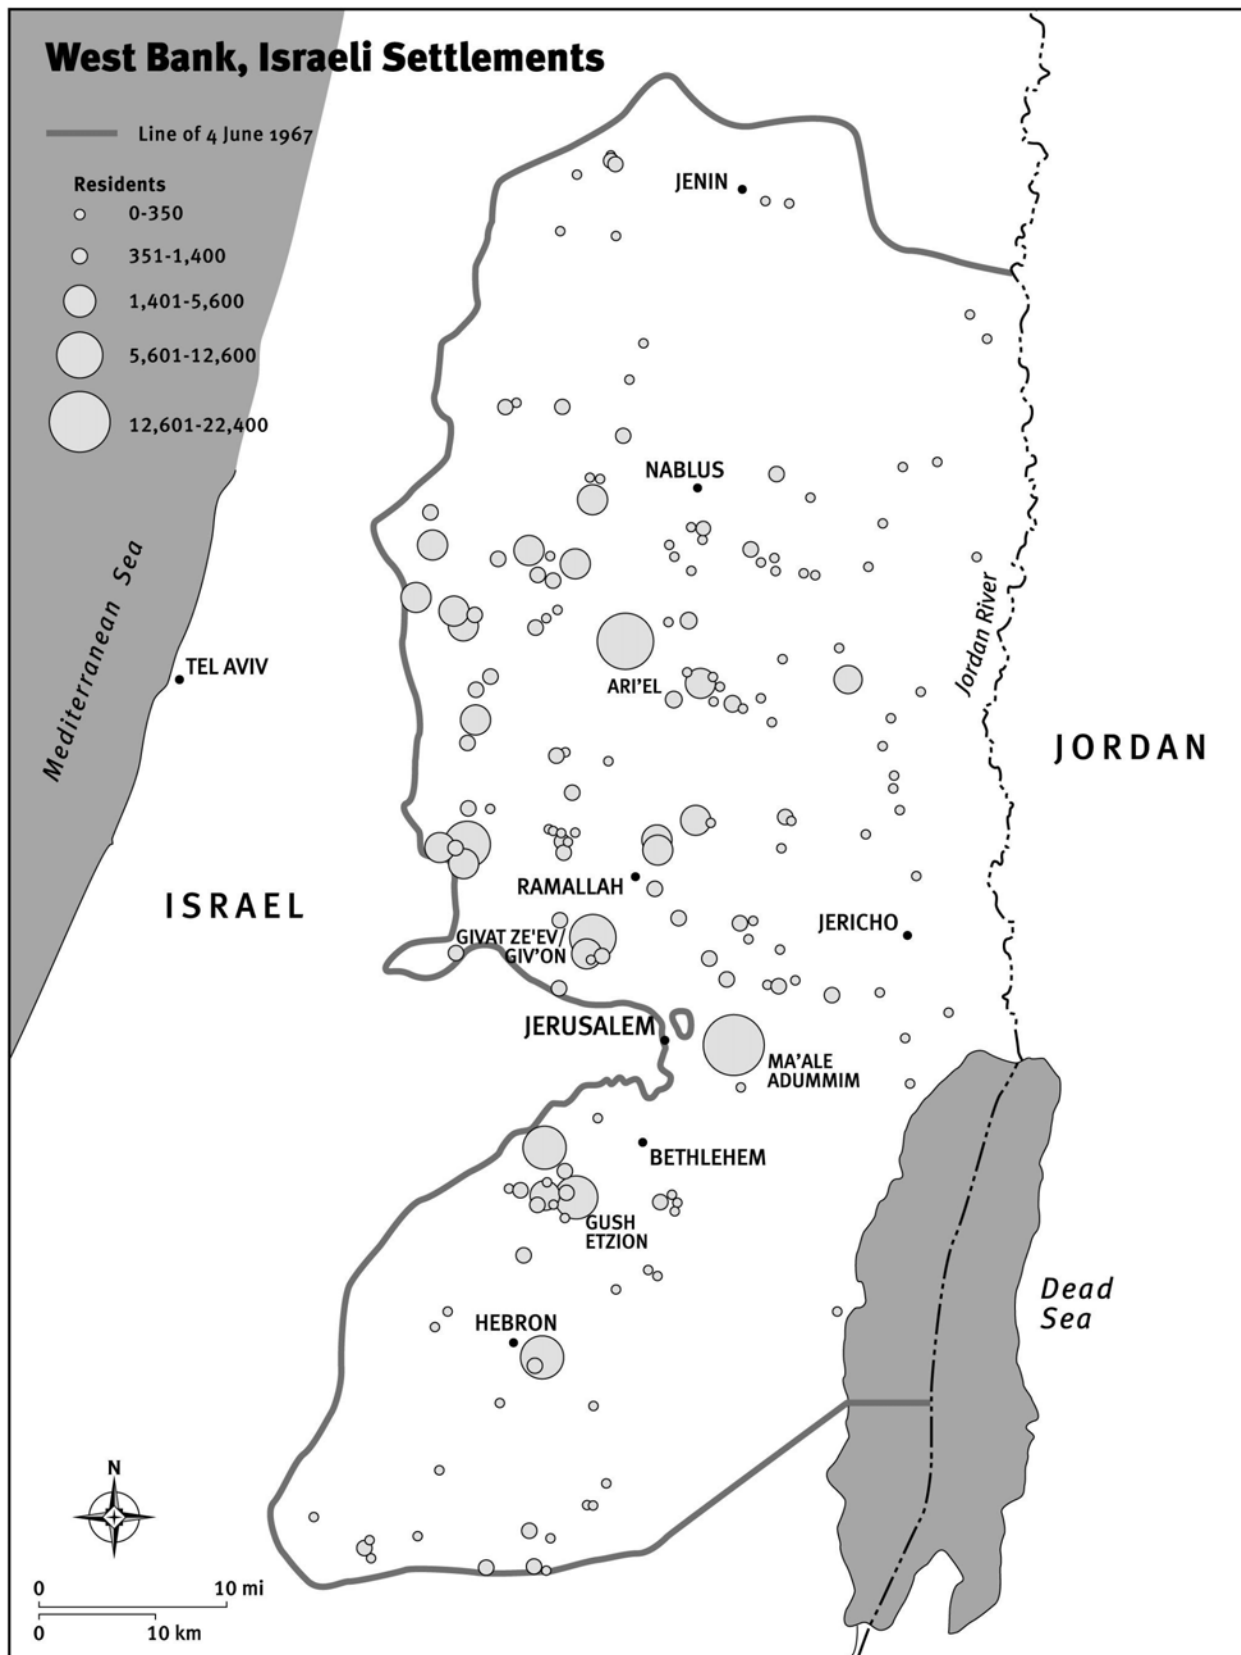 West Bank, Israeli Settlements
Line of 4 June 1967
Residents
0-350
351-1,400
1,401-5,600
5,601-12,600
12,601-22,400
JENIN
NABLUS
Mediterranean Sea
TEL AVIV
ARI'EL
Jordan River
JORDAN
ISRAEL
RAMALLAH
JERICHO
GIVAT ZE'EV/
GIV'ON
JERUSALEM
MA'ALE
ADUMMIM
BETHLEHEM
GUSH
ETZION
Dead
Sea
HEBRON
N
0 10 mi
0 10 km